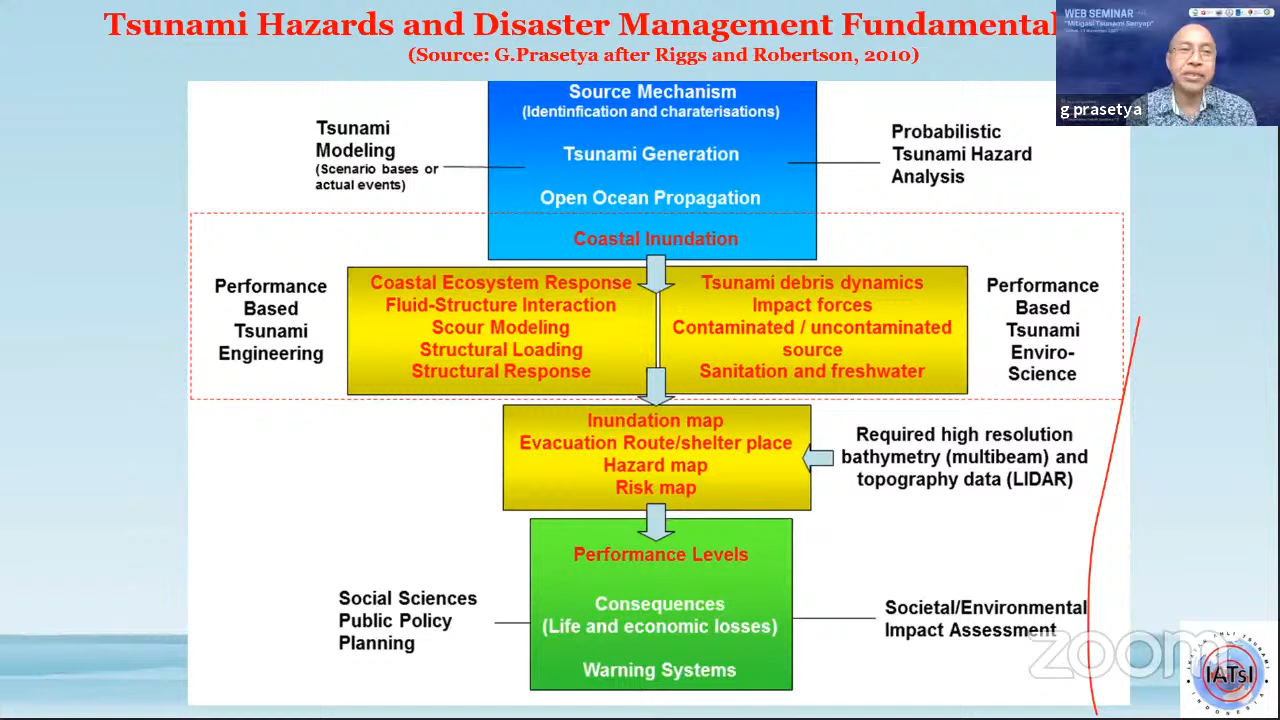 Tsunami Hazards and Disaster Management Fundamental
(Source: G.Prasetya after Riggs and Robertson, 2010)
WEB SEMINAR
"Mitigasi Tsunami Senyap"
g prasetya
Source Mechanism
(Identinfication and charaterisations)
Tsunami Generation
Open Ocean Propagation
Coastal Inundation
Tsunami
Modeling
(Scenario bases or
actual events)
Probabilistic
Tsunami Hazard
Analysis
Performance
Based
Tsunami
Engineering
Coastal Ecosystem Response
Fluid-Structure Interaction
Scour Modeling
Structural Loading
Structural Response
Tsunami debris dynamics
Impact forces
Contaminated / uncontaminated
source
Sanitation and freshwater
Performance
Based
Tsunami
Enviro-
Science
Inundation map
Evacuation Route/shelter place
Hazard map
Risk map
Required high resolution
bathymetry (multibeam) and
topography data (LIDAR)
Performance Levels
Consequences
(Life and economic losses)
Warning Systems
Social Sciences
Public Policy
Planning
Societal/Environmental
Impact Assessment
zoom
IATsI
INDONESIA